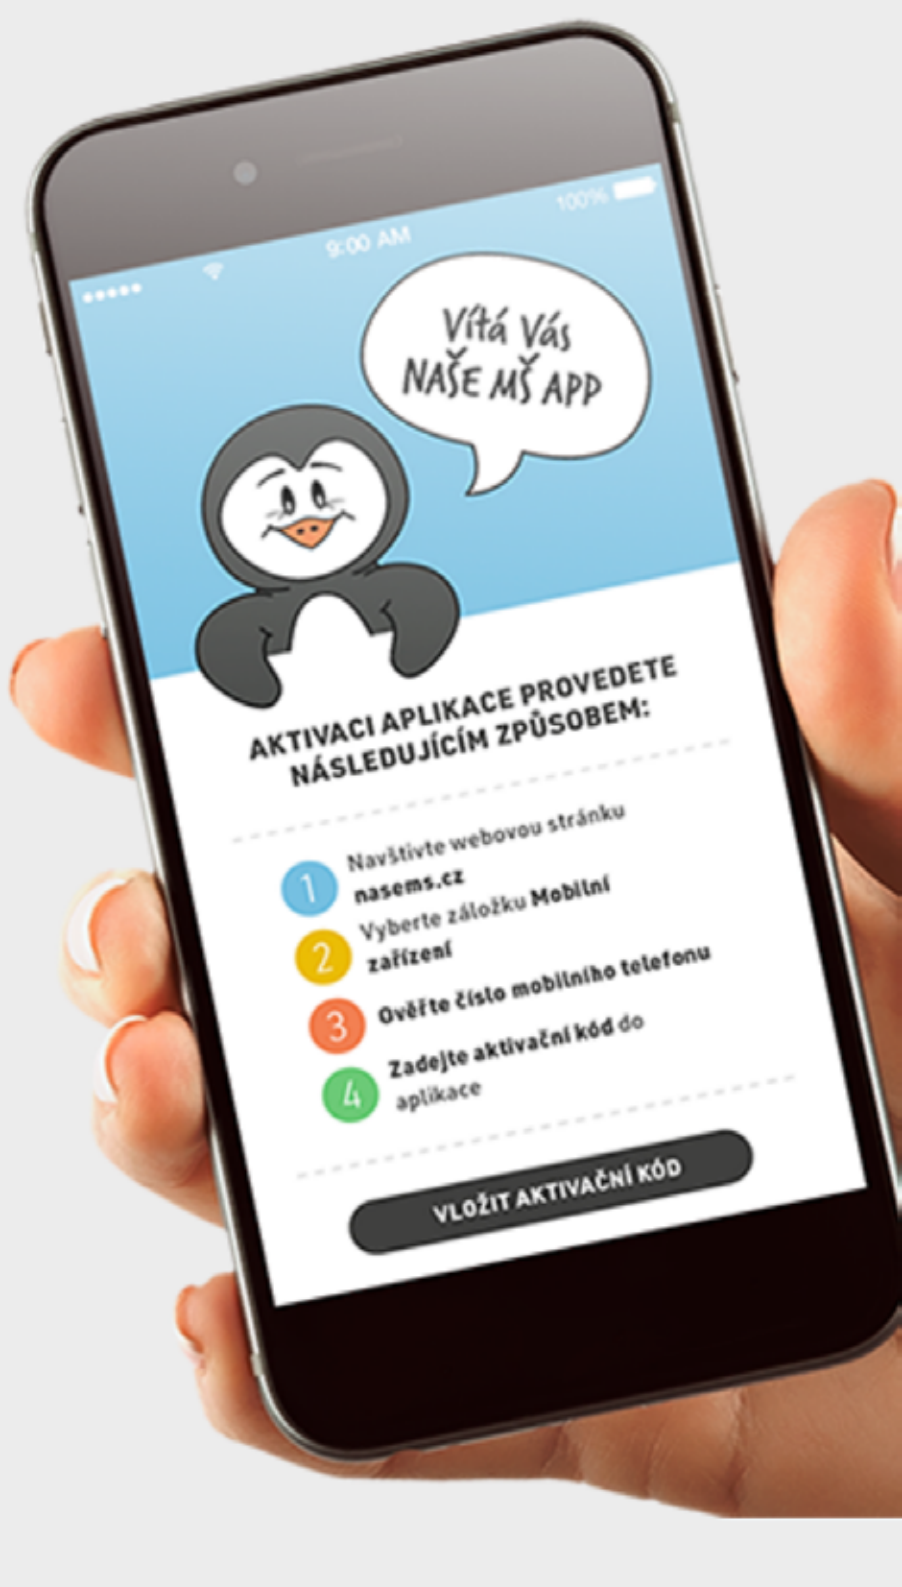 9:00 AM
100%
Vítá Vás
NAŠE MŠ APP
AKTIVACI APLIKACE PROVEDETE
NÁSLEDUJÍCÍM ZPŮSOBEM:
1 Navštivte webovou stránku
nasems.cz
2 Vyberte záložku Mobilní
zařízení
3 Ověřte číslo mobilního telefonu
4 Zadejte aktivační kód do
aplikace
VLOŽIT AKTIVAČNÍ KÓD